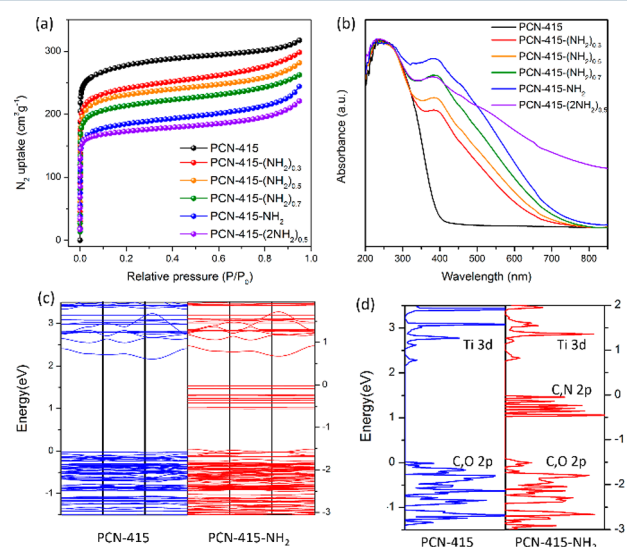 (a)
N₂ uptake (cm³g⁻¹)
300
250
200
150
100
50
0
PCN-415
PCN-415-(NH₂)₀.₃
PCN-415-(NH₂)₀.₅
PCN-415-(NH₂)₀.₇
PCN-415-NH₂
PCN-415-(2NH₂)₀.₅
0.0 0.2 0.4 0.6 0.8 1.0
Relative pressure (P/P₀)
(b)
Absorbance (a.u.)
PCN-415
PCN-415-(NH₂)₀.₃
PCN-415-(NH₂)₀.₅
PCN-415-(NH₂)₀.₇
PCN-415-NH₂
PCN-415-(2NH₂)₀.₅
200 300 400 500 600 700 800
Wavelength (nm)
(c)
Energy(eV)
3
2
1
0
-1
1
0
-1
-2
-3
PCN-415
PCN-415-NH₂
(d)
Energy(eV)
3
1
0
-1
Ti 3d
Ti 3d
C,N 2p
C,O 2p
C,O 2p
2
1
0
-1
-2
-3
PCN-415
PCN-415-NH₂